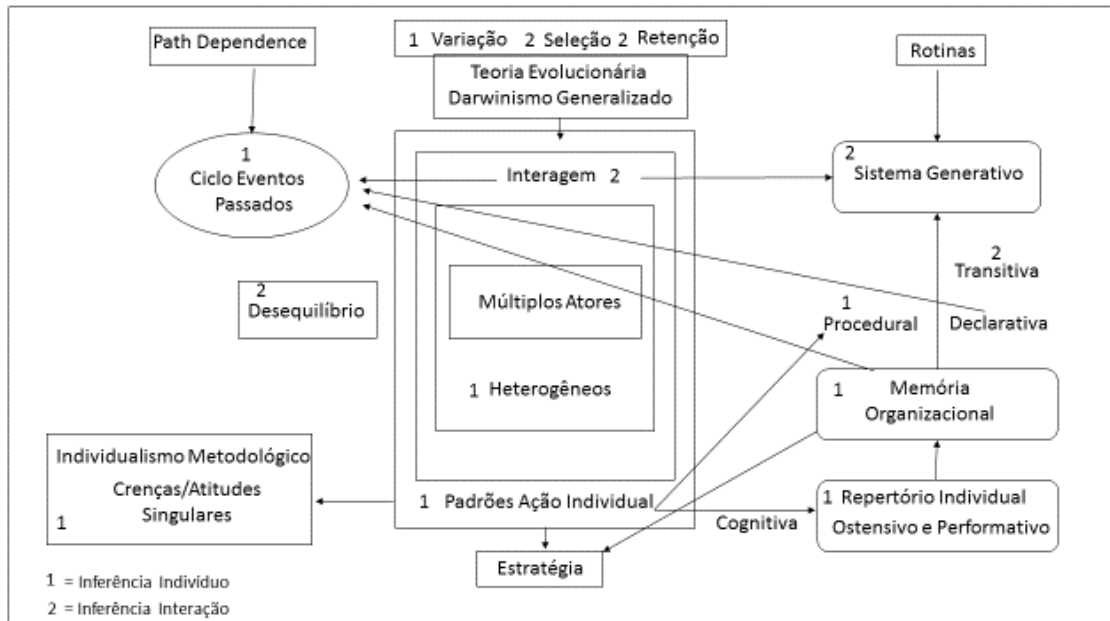 Path Dependence
1 Variação 2 Seleção 2 Retenção
Teoria Evolucionária
Darwinismo Generalizado
Rotinas
1
Ciclo Eventos
Passados
Interagem 2
2
Sistema Generativo
2
Desequilíbrio
Múltiplos Atores
1 Heterogêneos
2
Transitiva
1
Procedural
Declarativa
1 Memória
Organizacional
Individualismo Metodológico
Crenças/Atitudes
Singulares
1
1 Padrões Ação Individual
Cognitiva
1 Repertório Individual
Ostensivo e Performativo
Estratégia
1 = Inferência Indivíduo
2 = Inferência Interação